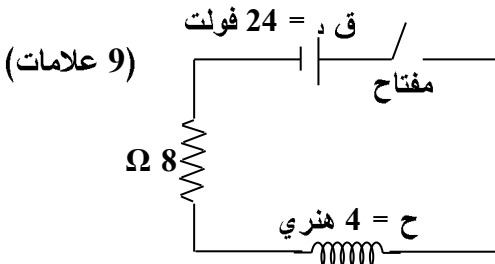 ق د = 24 فولت
(9 علامات)
مفتاح
8 Ω
ح = 4 هنري